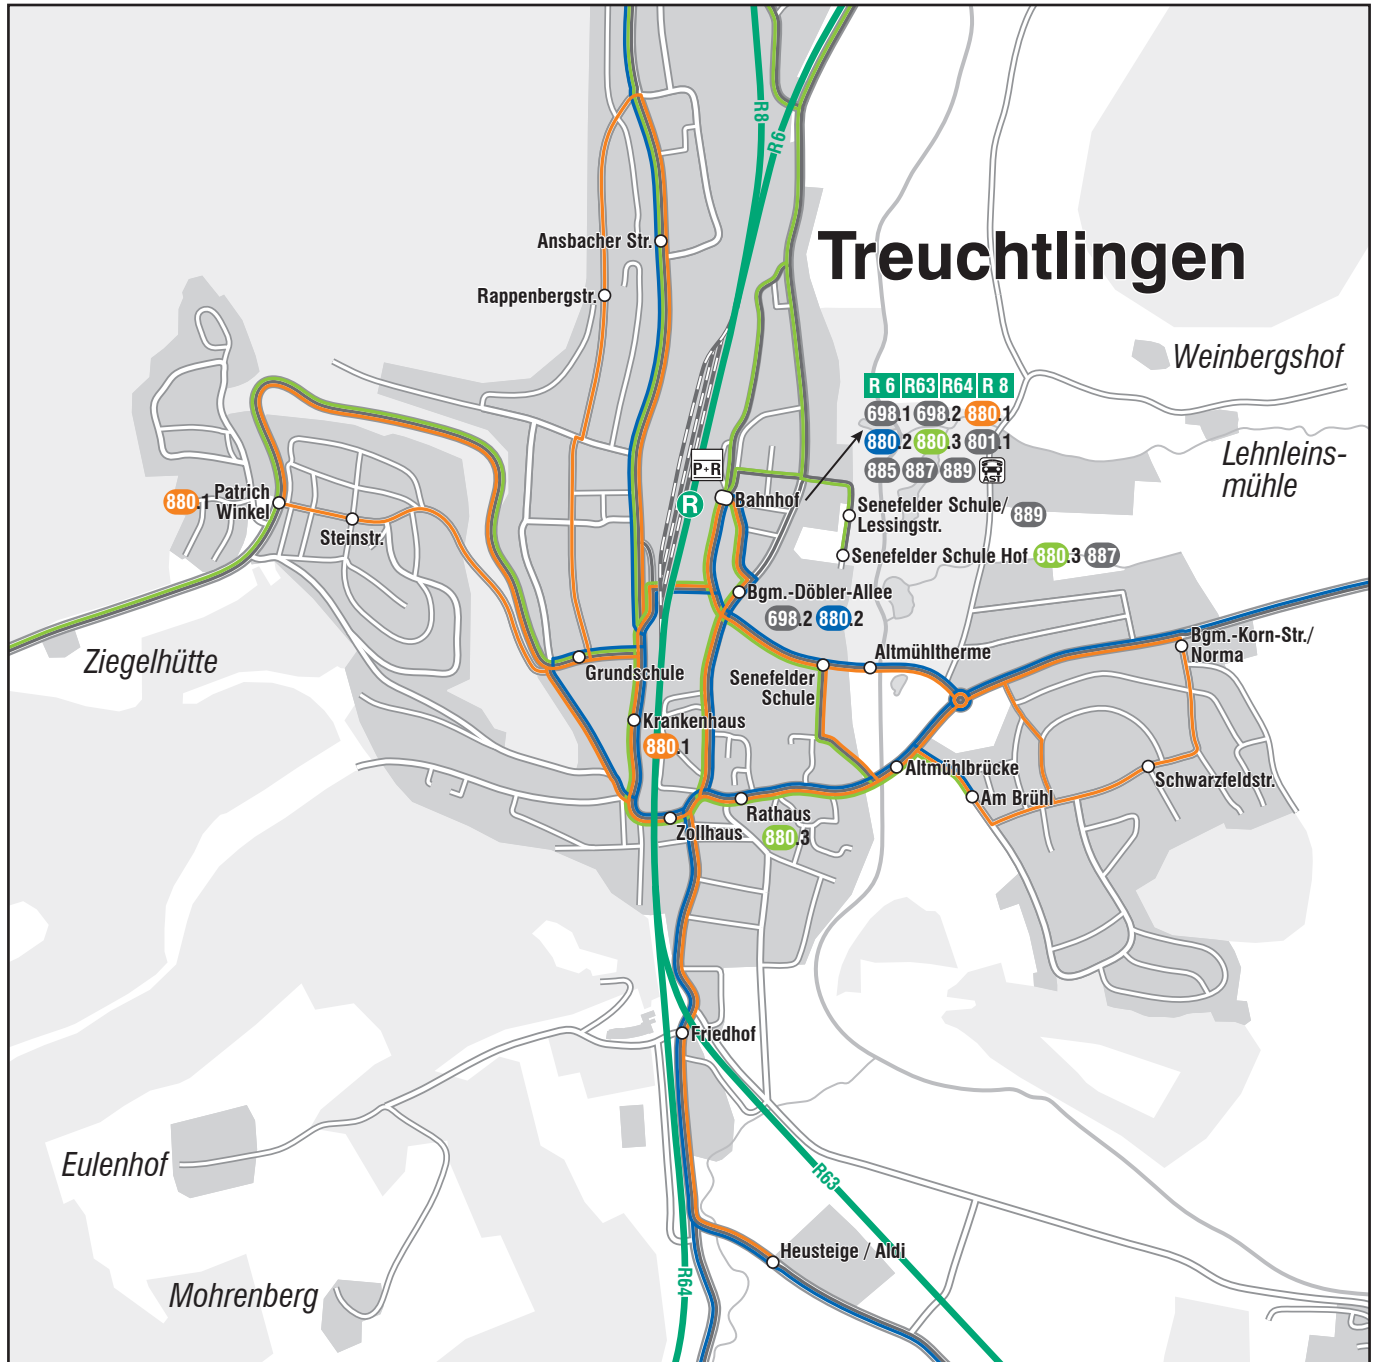 R8
R6
Ansbacher Str.
Treuchtlingen
Rappenbergstr.
Weinbergshof
R 6 R63 R64 R 8
698.1 698.2 880.1
880.2 880.3 801.1
885 887 889 AST
Lehnleins-
mühle
P+R
R
Bahnhof
880.1
Patrich
Winkel
Steinstr.
Senefelder Schule/
Lessingstr.
889
Senefelder Schule Hof 880.3 887
Bgm.-Döbler-Allee
698.2 880.2
Ziegelhütte
Grundschule
Senefelder
Schule
Altmühltherme
Bgm.-Korn-Str./
Norma
Krankenhaus
880.1
Altmühlbrücke
Schwarzfeldstr.
Am Brühl
Rathaus
880.3
Zollhaus
Friedhof
Eulenhof
R63
Heusteige / Aldi
R64
Mohrenberg